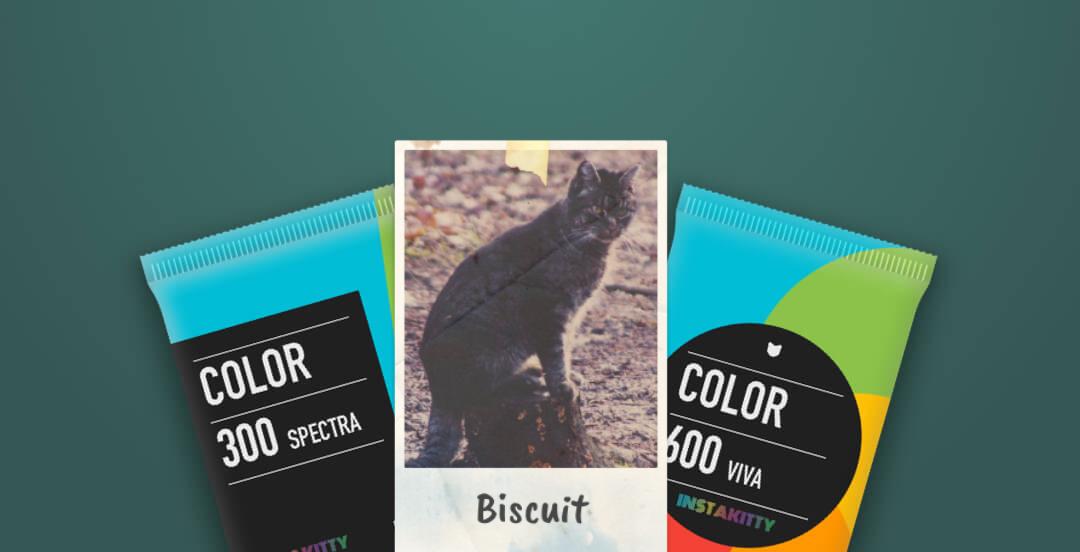 COLOR
300 SPECTRA
Biscuit
COLOR
600 VIVA
INSTAKITTY